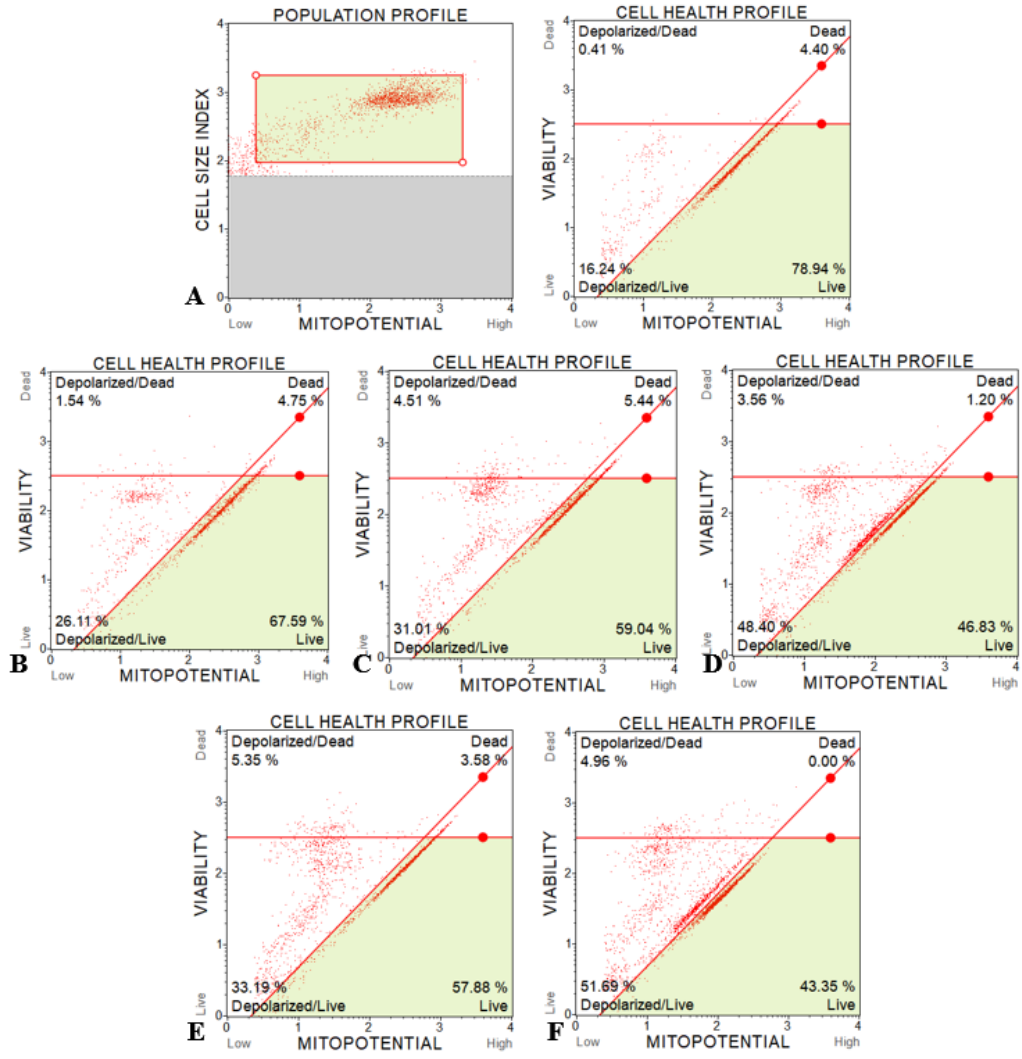 POPULATION PROFILE
4
3
2
1
0
CELL SIZE INDEX
0 1 2 3 4
Low MITOPOTENTIAL High
A
CELL HEALTH PROFILE
Depolarized/Dead Dead
0.41 % 4.40 %
4
3
2
1
0
Dead
VIABILITY
Live
16.24 % 78.94 %
Depolarized/Live Live
0 1 2 3 4
Low MITOPOTENTIAL High
CELL HEALTH PROFILE
Depolarized/Dead Dead
1.54 % 4.75 %
4
3
2
1
0
Dead
VIABILITY
Live
26.11 % 67.59 %
Depolarized/Live Live
0 1 2 3 4
Low MITOPOTENTIAL High
B
CELL HEALTH PROFILE
Depolarized/Dead Dead
4.51 % 5.44 %
4
3
2
1
0
Dead
VIABILITY
Live
31.01 % 59.04 %
Depolarized/Live Live
0 1 2 3 4
Low MITOPOTENTIAL High
C
CELL HEALTH PROFILE
Depolarized/Dead Dead
3.56 % 1.20 %
4
3
2
1
0
Dead
VIABILITY
Live
48.40 % 46.83 %
Depolarized/Live Live
0 1 2 3 4
Low MITOPOTENTIAL High
D
CELL HEALTH PROFILE
Depolarized/Dead Dead
5.35 % 3.58 %
4
3
2
1
0
Dead
VIABILITY
Live
33.19 % 57.88 %
Depolarized/Live Live
0 1 2 3 4
Low MITOPOTENTIAL High
E
CELL HEALTH PROFILE
Depolarized/Dead Dead
4.96 % 0.00 %
4
3
2
1
0
Dead
VIABILITY
Live
51.69 % 43.35 %
Depolarized/Live Live
0 1 2 3 4
Low MITOPOTENTIAL High
F